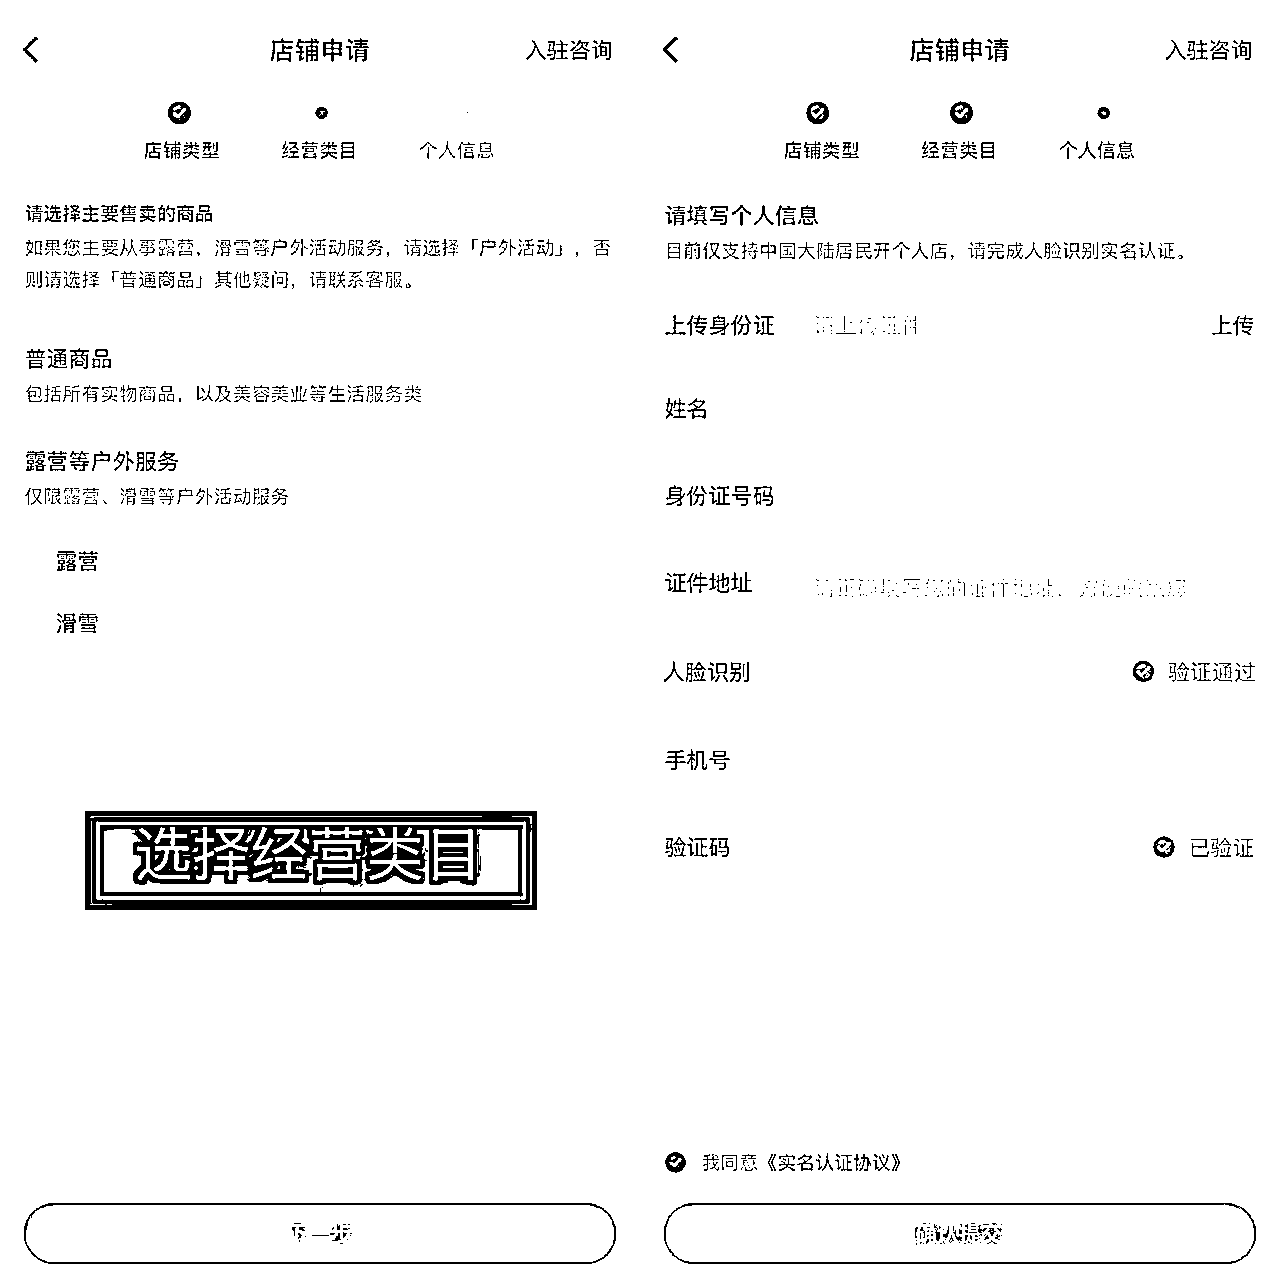 店铺申请
入驻咨询
店铺类型
经营类目
个人信息
请选择主要售卖的商品
如果您主要从事露营、滑雪等户外活动服务，请选择「户外活动」，否
则请选择「普通商品」其他疑问，请联系客服。
普通商品
包括所有实物商品，以及美容美业等生活服务类
露营等户外服务
仅限露营、滑雪等户外活动服务
露营
滑雪
选择经营类目
下一步
店铺申请
入驻咨询
店铺类型
经营类目
个人信息
请填写个人信息
目前仅支持中国大陆居民开个人店，请完成人脸识别实名认证。
上传身份证 请上传证件 上传
姓名
身份证号码
证件地址
人脸识别 验证通过
手机号
验证码 已验证
我同意《实名认证协议》
确认提交